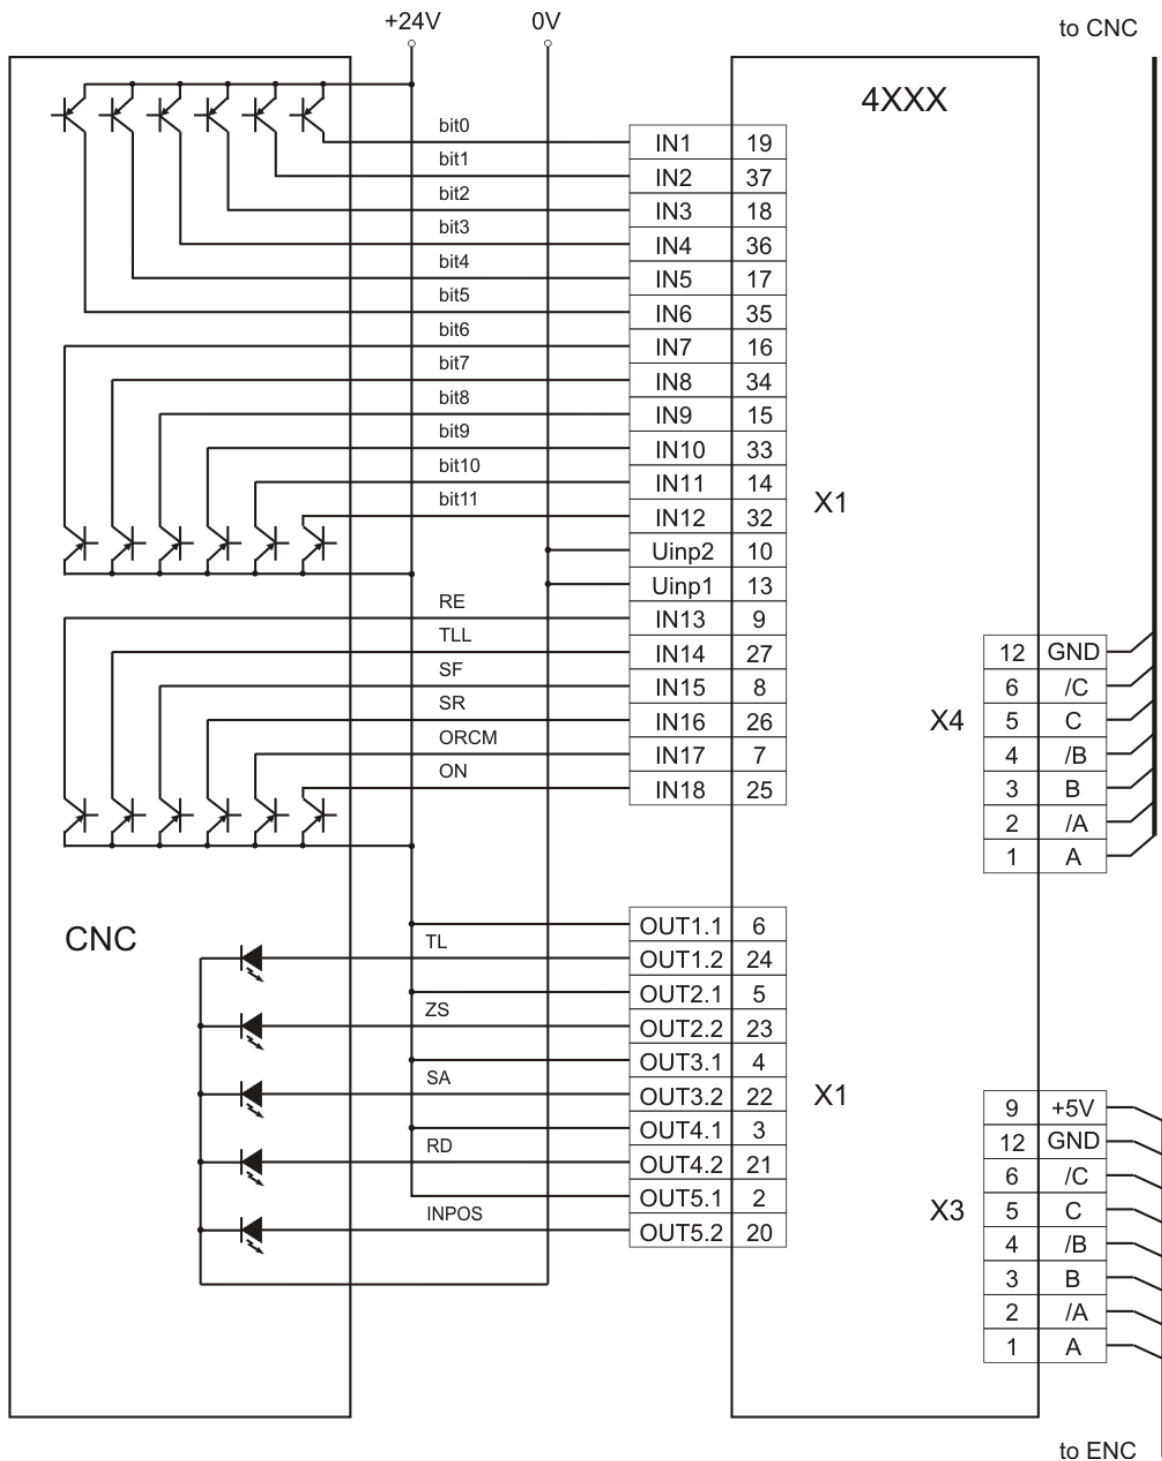 +24V 0V to CNC
4XXX
bit0 IN1 19
bit1 IN2 37
bit2 IN3 18
bit3 IN4 36
bit4 IN5 17
bit5 IN6 35
bit6 IN7 16
bit7 IN8 34
bit8 IN9 15
bit9 IN10 33
bit10 IN11 14
bit11 IN12 32
X1
Uinp2 10
Uinp1 13
RE IN13 9
TLL IN14 27
SF IN15 8
SR IN16 26
ORCM IN17 7
ON IN18 25
X4
12 GND
6 /C
5 C
4 /B
3 B
2 /A
1 A
CNC
OUT1.1 6
TL OUT1.2 24
OUT2.1 5
ZS OUT2.2 23
OUT3.1 4
SA OUT3.2 22
OUT4.1 3
RD OUT4.2 21
OUT5.1 2
INPOS OUT5.2 20
X1
X3
9 +5V
12 GND
6 /C
5 C
4 /B
3 B
2 /A
1 A
to ENC